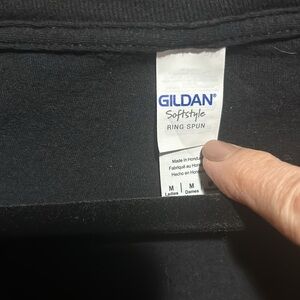 GILDAN®
Softstyle
RING SPUN
Made in
Fabriqué au
Hecho en
M M
Ladies Dames